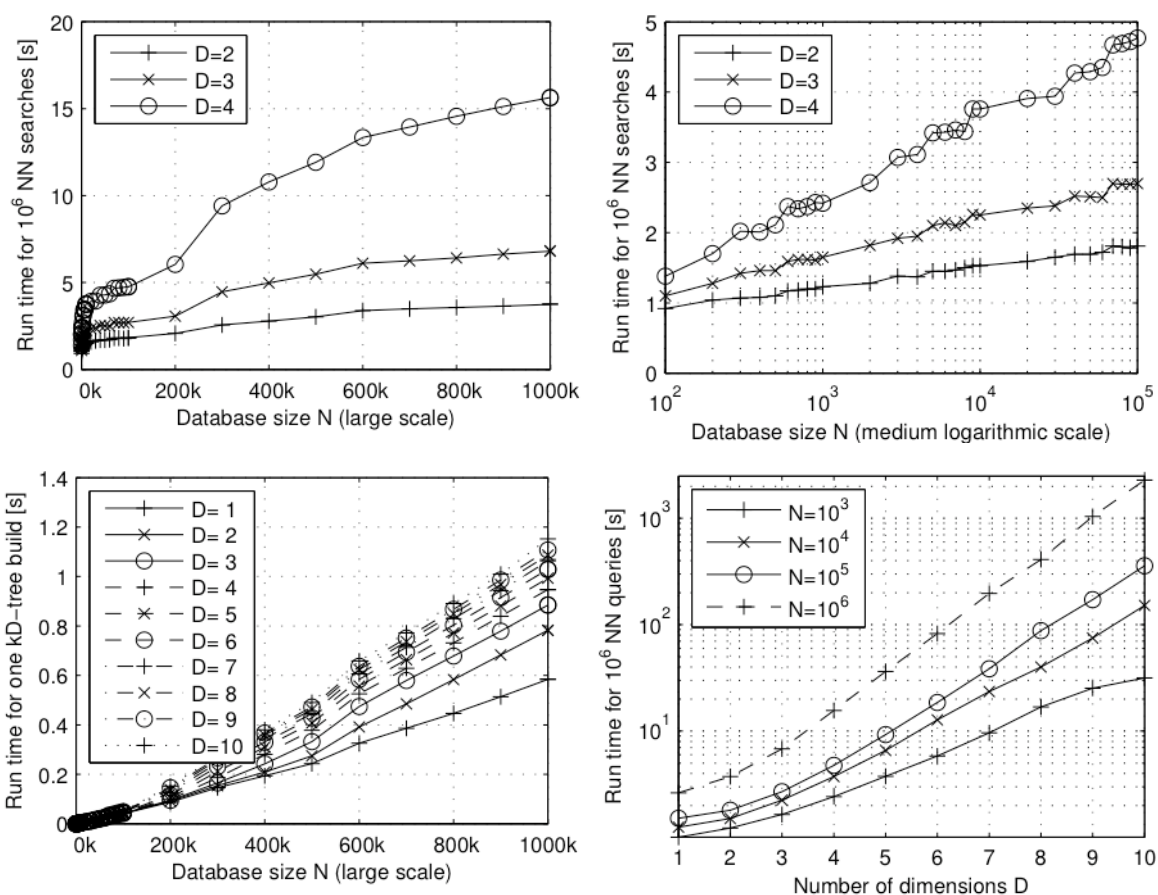 Run time for 10^6 NN searches [s]
20
15
10
5
0
D=2
D=3
D=4
0k 200k 400k 600k 800k 1000k
Database size N (large scale)
Run time for 10^6 NN searches [s]
5
4
3
2
1
0
D=2
D=3
D=4
10^2 10^3 10^4 10^5
Database size N (medium logarithmic scale)
Run time for one kD-tree build [s]
1.4
1.2
1
0.8
0.6
0.4
0.2
0
D= 1
D= 2
D= 3
D= 4
D= 5
D= 6
D= 7
D= 8
D= 9
D=10
0k 200k 400k 600k 800k 1000k
Database size N (large scale)
Run time for 10^6 NN queries [s]
10^3
10^2
10^1
N=10^3
N=10^4
N=10^5
N=10^6
1 2 3 4 5 6 7 8 9 10
Number of dimensions D